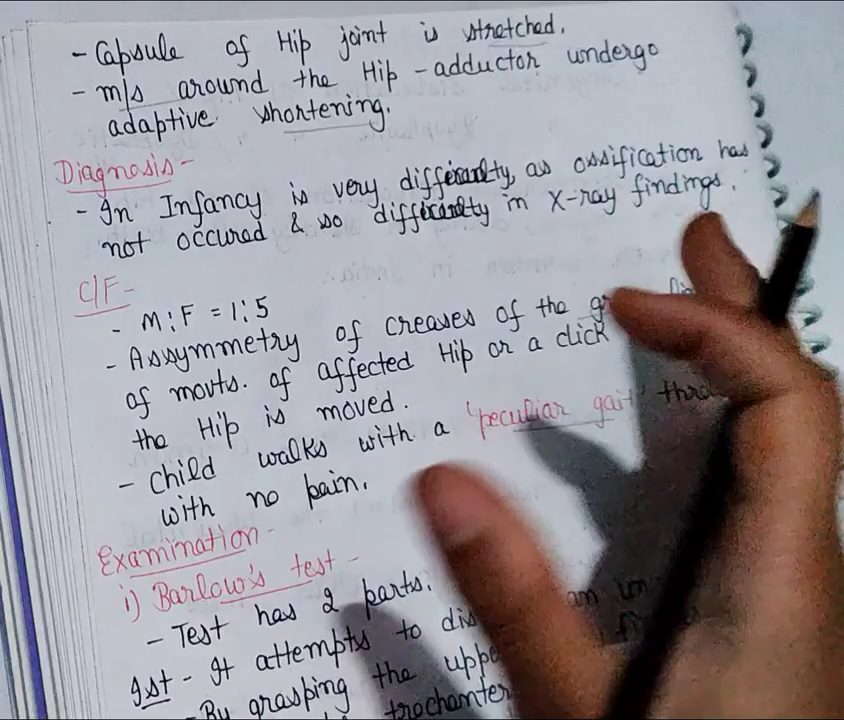 - Capsule of Hip joint is stretched.
- m/s around the Hip - adductor undergo
adaptive shortening.
Diagnosis -
- In Infancy is very difficulty, as ossification has
not occured & so difficulty in X-ray findings.
C/F -
- M:F = 1:5
- Assymmetry of creases of the
of movts. of affected Hip or a click
the Hip is moved.
- Child walks with a 'peculiar gait'
with no pain.
Examination -
i) Barlow's test -
- Test has 2 parts.
Ist - It attempts to
- By grasping the
trochanter